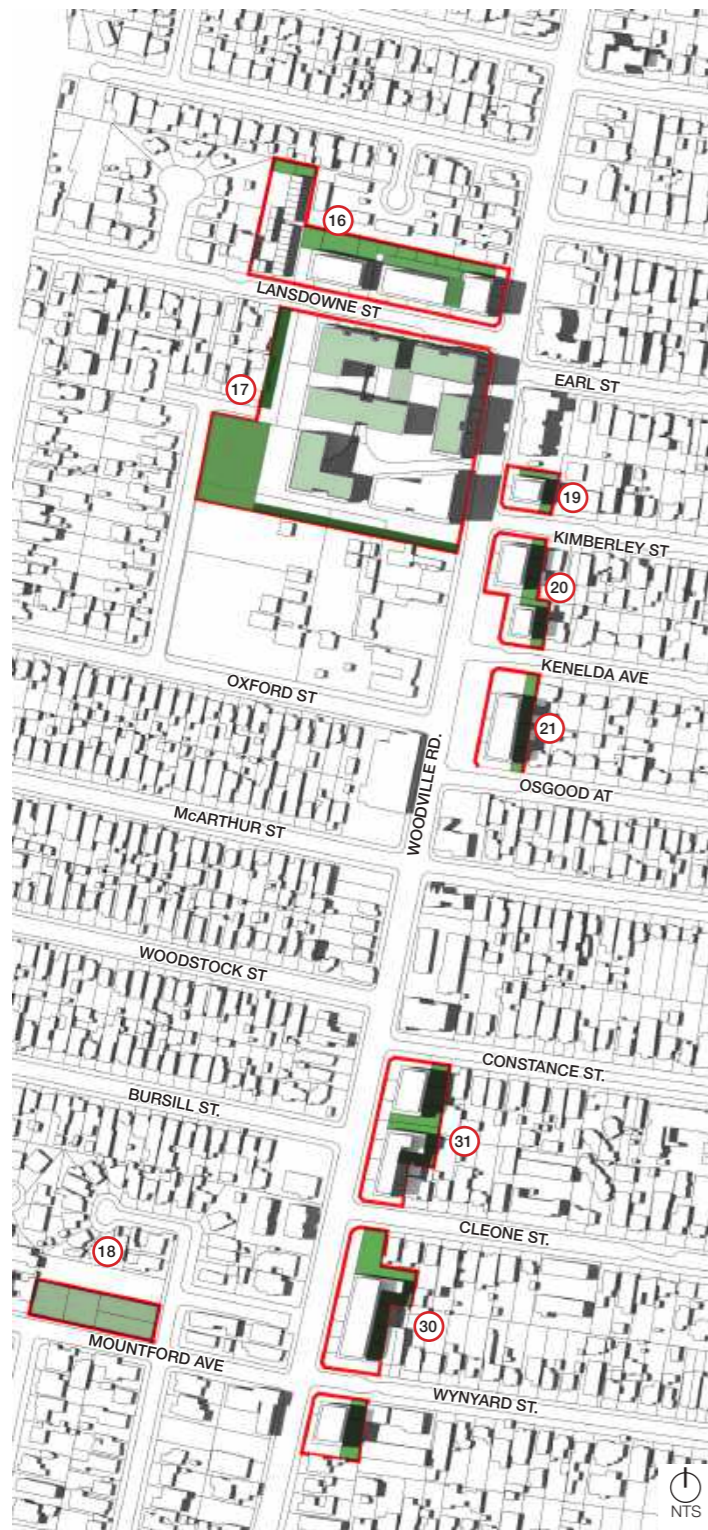 16
LANSDOWNE ST
17
EARL ST
19
KIMBERLEY ST
20
KENELDA AVE
OXFORD ST
21
WOODVILLE RD.
OSGOOD AT
McARTHUR ST
WOODSTOCK ST
CONSTANCE ST.
BURSILL ST.
31
CLEONE ST.
18
30
MOUNTFORD AVE
WYNYARD ST.
NTS